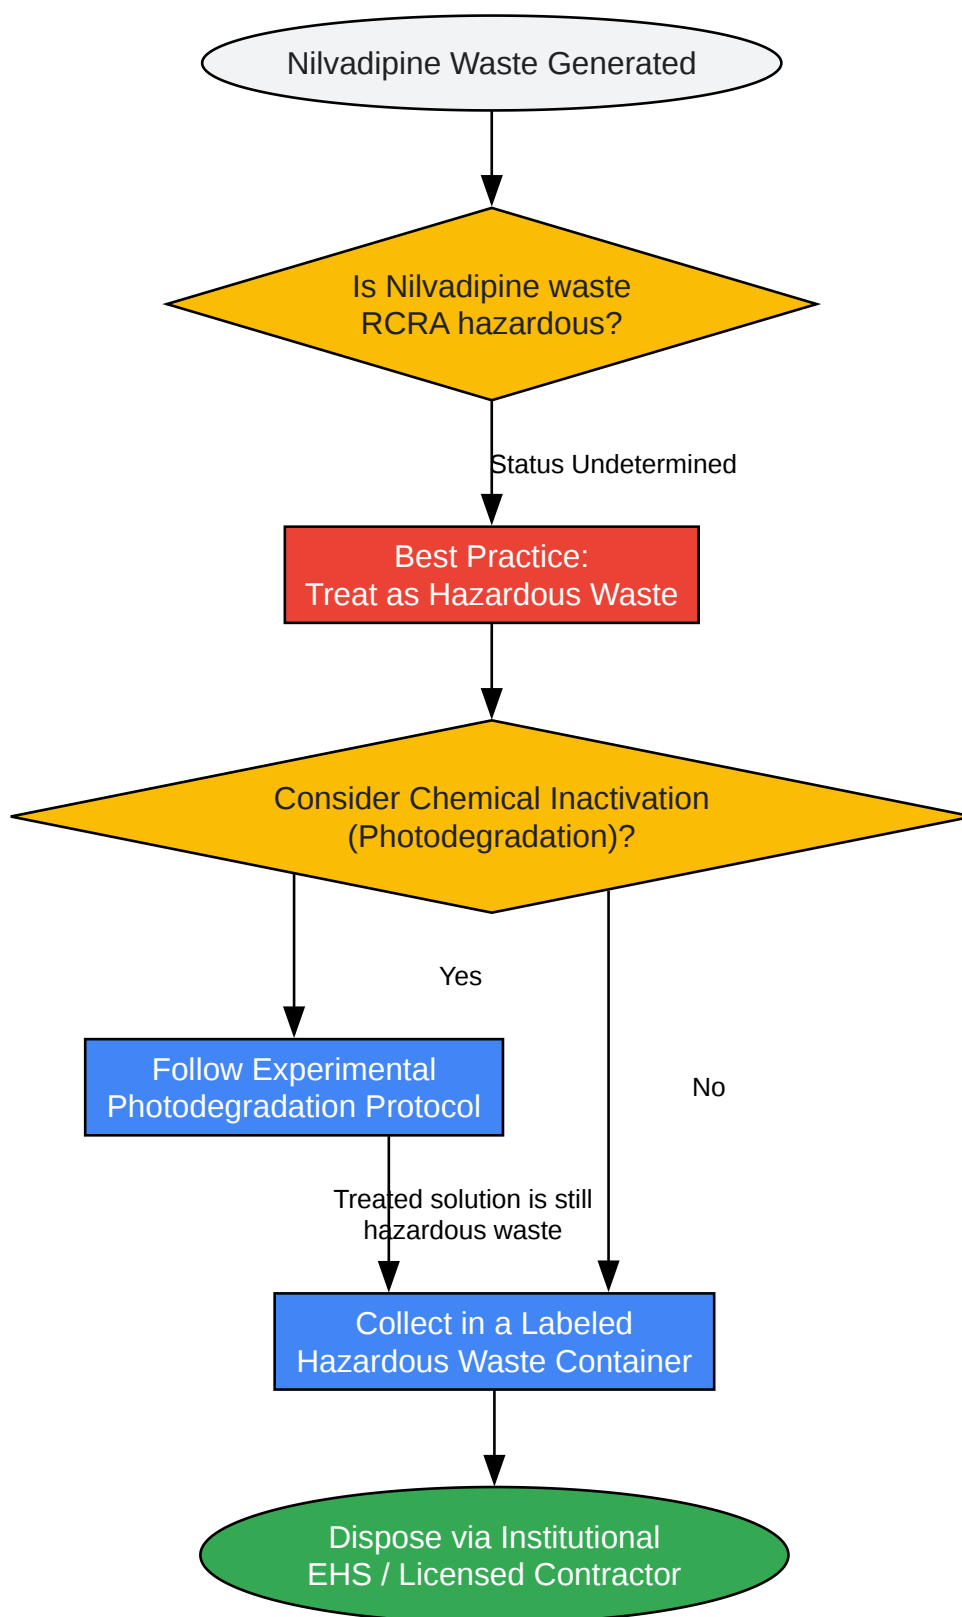 Nilvadipine Waste Generated
Is Nilvadipine waste
RCRA hazardous?
Status Undetermined
Best Practice:
Treat as Hazardous Waste
Consider Chemical Inactivation
(Photodegradation)?
Yes
Follow Experimental
Photodegradation Protocol
No
Treated solution is still
hazardous waste
Collect in a Labeled
Hazardous Waste Container
Dispose via Institutional
EHS / Licensed Contractor